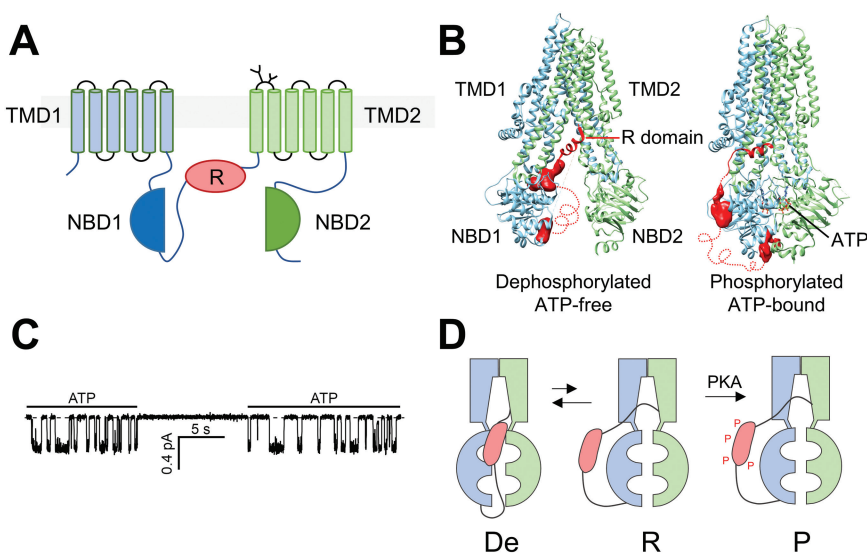 A
TMD1
TMD2
R
NBD1
NBD2
B
TMD1
TMD2
R domain
NBD1
NBD2
ATP
Dephosphorylated
ATP-free
Phosphorylated
ATP-bound
C
ATP
ATP
5 s
0.4 pA
D
PKA
P
P
P
P
P
De
R
P